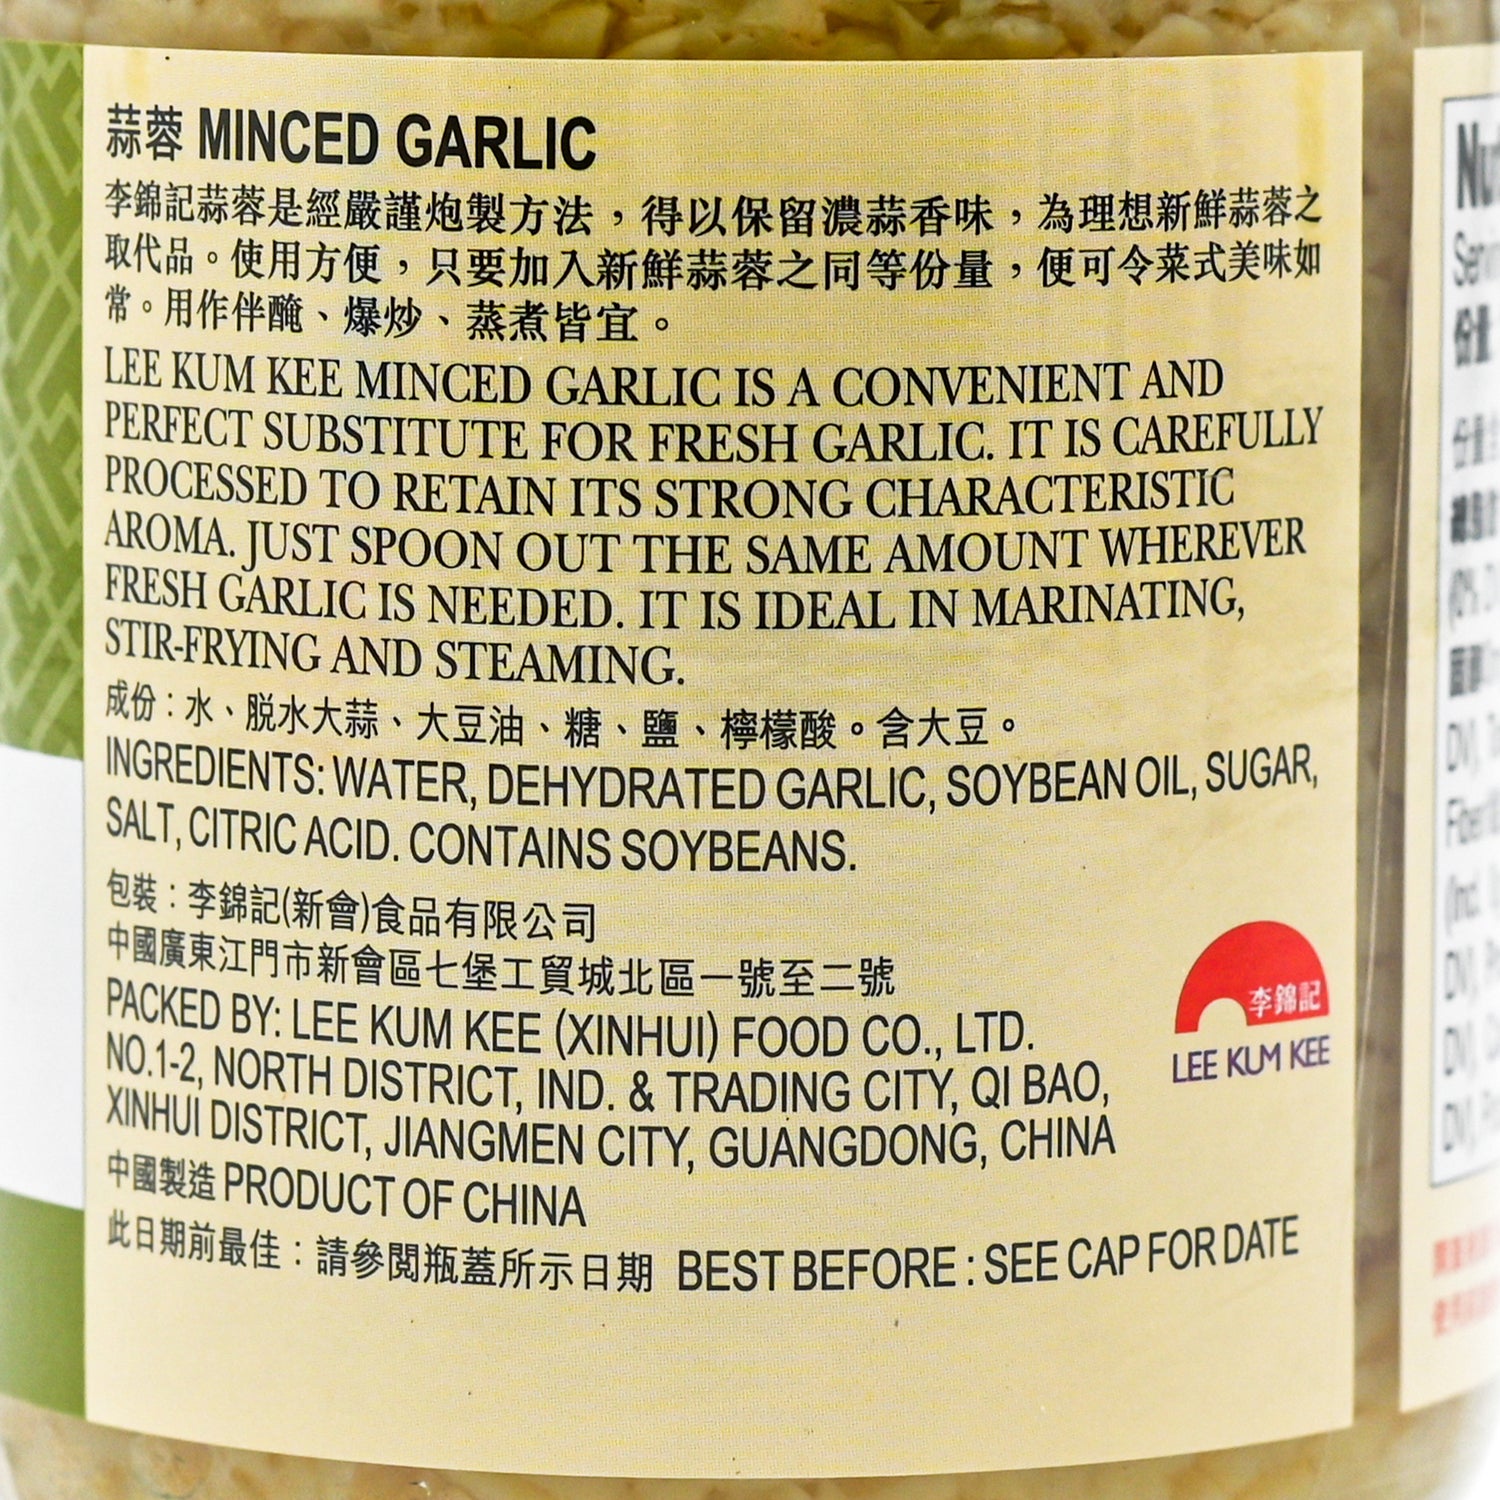 蒜蓉 MINCED GARLIC
李錦記蒜蓉是經嚴謹炮製方法，得以保留濃蒜香味，為理想新鮮蒜蓉之
取代品。使用方便，只要加入新鮮蒜蓉之同等份量，便可令菜式美味如
常。用作伴醃、爆炒、蒸煮皆宜。
LEE KUM KEE MINCED GARLIC IS A CONVENIENT AND
PERFECT SUBSTITUTE FOR FRESH GARLIC. IT IS CAREFULLY
PROCESSED TO RETAIN ITS STRONG CHARACTERISTIC
AROMA. JUST SPOON OUT THE SAME AMOUNT WHEREVER
FRESH GARLIC IS NEEDED. IT IS IDEAL IN MARINATING,
STIR-FRYING AND STEAMING.
成份：水、脱水大蒜、大豆油、糖、鹽、檸檬酸。含大豆。
INGREDIENTS: WATER, DEHYDRATED GARLIC, SOYBEAN OIL, SUGAR,
SALT, CITRIC ACID. CONTAINS SOYBEANS.
包裝：李錦記(新會)食品有限公司
中國廣東江門市新會區七堡工貿城北區一號至二號
PACKED BY: LEE KUM KEE (XINHUI) FOOD CO., LTD.
NO.1-2, NORTH DISTRICT, IND. & TRADING CITY, QI BAO,
XINHUI DISTRICT, JIANGMEN CITY, GUANGDONG, CHINA
中國製造 PRODUCT OF CHINA
此日期前最佳：請參閱瓶蓋所示日期 BEST BEFORE : SEE CAP FOR DATE
李錦記
LEE KUM KEE
份量